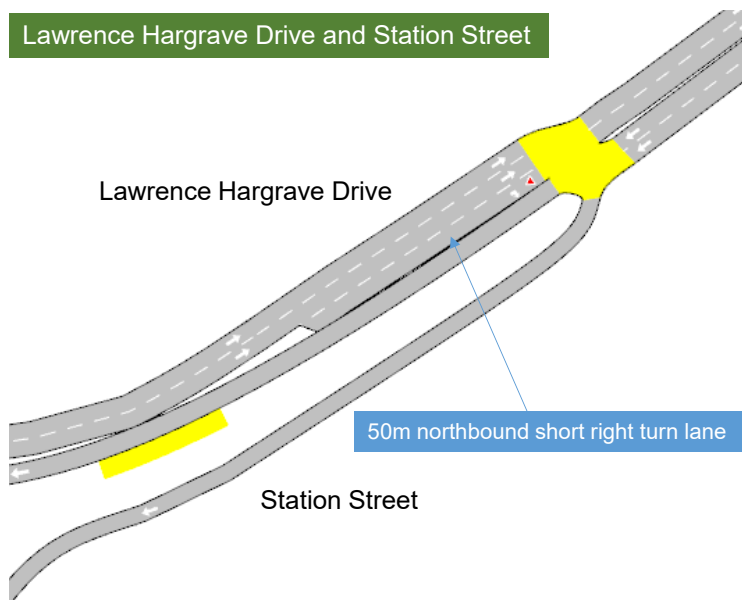 Lawrence Hargrave Drive and Station Street
Lawrence Hargrave Drive
50m northbound short right turn lane
Station Street